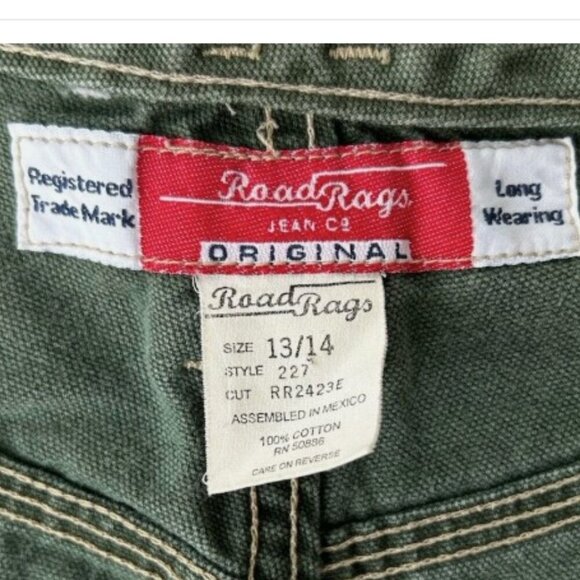 Registered
Trade Mark
Road Rags
JEAN CO
ORIGINAL
Long
Wearing
Road Rags
SIZE 13/14
STYLE 227
CUT RR2423E
ASSEMBLED IN MEXICO
100% COTTON
RN 50886
CARE ON REVERSE